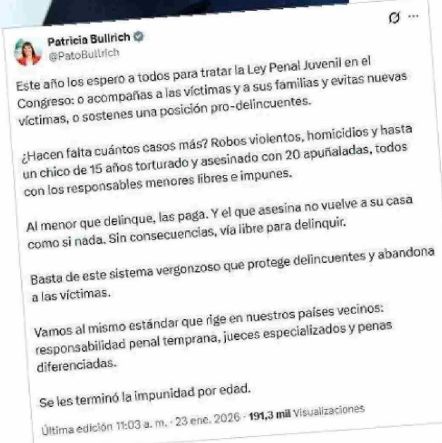 Patricia Bullrich
@PatoBullrich
Este año los espero a todos para tratar la Ley Penal Juvenil en el
Congreso: o acompañas a las víctimas y a sus familias y evitas nuevas
víctimas, o sostenes una posición pro-delincuentes.
¿Hacen falta cuántos casos más? Robos violentos, homicidios y hasta
un chico de 15 años torturado y asesinado con 20 apuñaladas, todos
con los responsables menores libres e impunes.
Al menor que delinque, las paga. Y el que asesina no vuelve a su casa
como si nada. Sin consecuencias, vía libre para delinquir.
Basta de este sistema vergonzoso que protege delincuentes y abandona
a las víctimas.
Vamos al mismo estándar que rige en nuestros países vecinos:
responsabilidad penal temprana, jueces especializados y penas
diferenciadas.
Se les terminó la impunidad por edad.
Última edición 11:03 a. m. · 23 ene. 2026 · 191,3 mil Visualizaciones